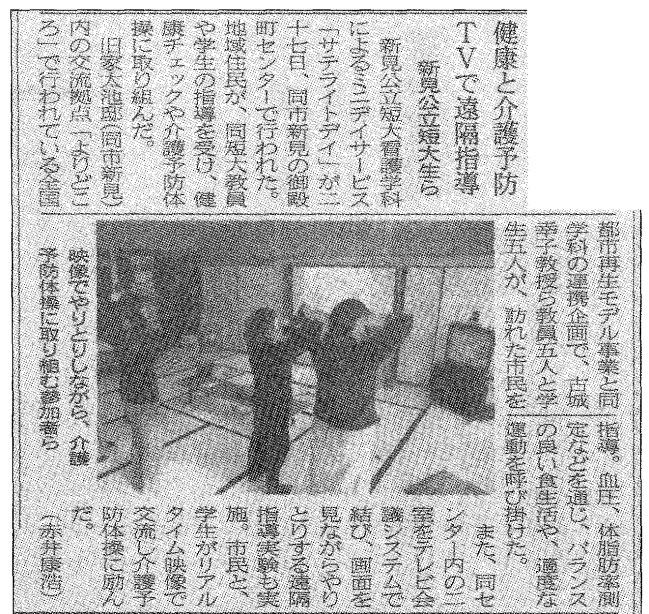 健康と介護予防
TVで遠隔指導
新見公立短大生ら
新見公立短大看護学科
によるミニデイサービス
「サテライトデイ」が二
十七日、同市新見の御殿
町センターで行われた。
地域住民が、同短大教員
や学生の指導を受け、健
康チェックや介護予防体
操に取り組んだ。
旧家太池邸(同市新見)
内の交流拠点「よりどこ
ろ」で行われている全国
都市再生モデル事業と同
学科の連携企画で、古城
幸子教授ら教員五人と学
生五人が、訪れた市民を
指導。血圧、体脂肪率測
定などを通じ、バランス
の良い食生活や、適度な
運動を呼び掛けた。
また、同セ
ンター内の二
室をテレビ会
議システムで
結び、画面を
見ながらやり
とりする遠隔
指導実験も実
施。市民と、
学生がリアル
タイム映像で
交流し介護予
防体操に励ん
だ。
(赤井康浩)
映像でやりとりしながら、介護
予防体操に取り組む参加者ら